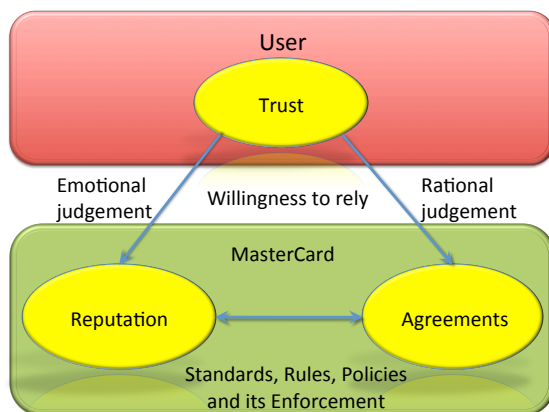 User
Trust
Emotional
judgement
Willingness to rely
Rational
judgement
MasterCard
Reputation
Agreements
Standards, Rules, Policies
and its Enforcement